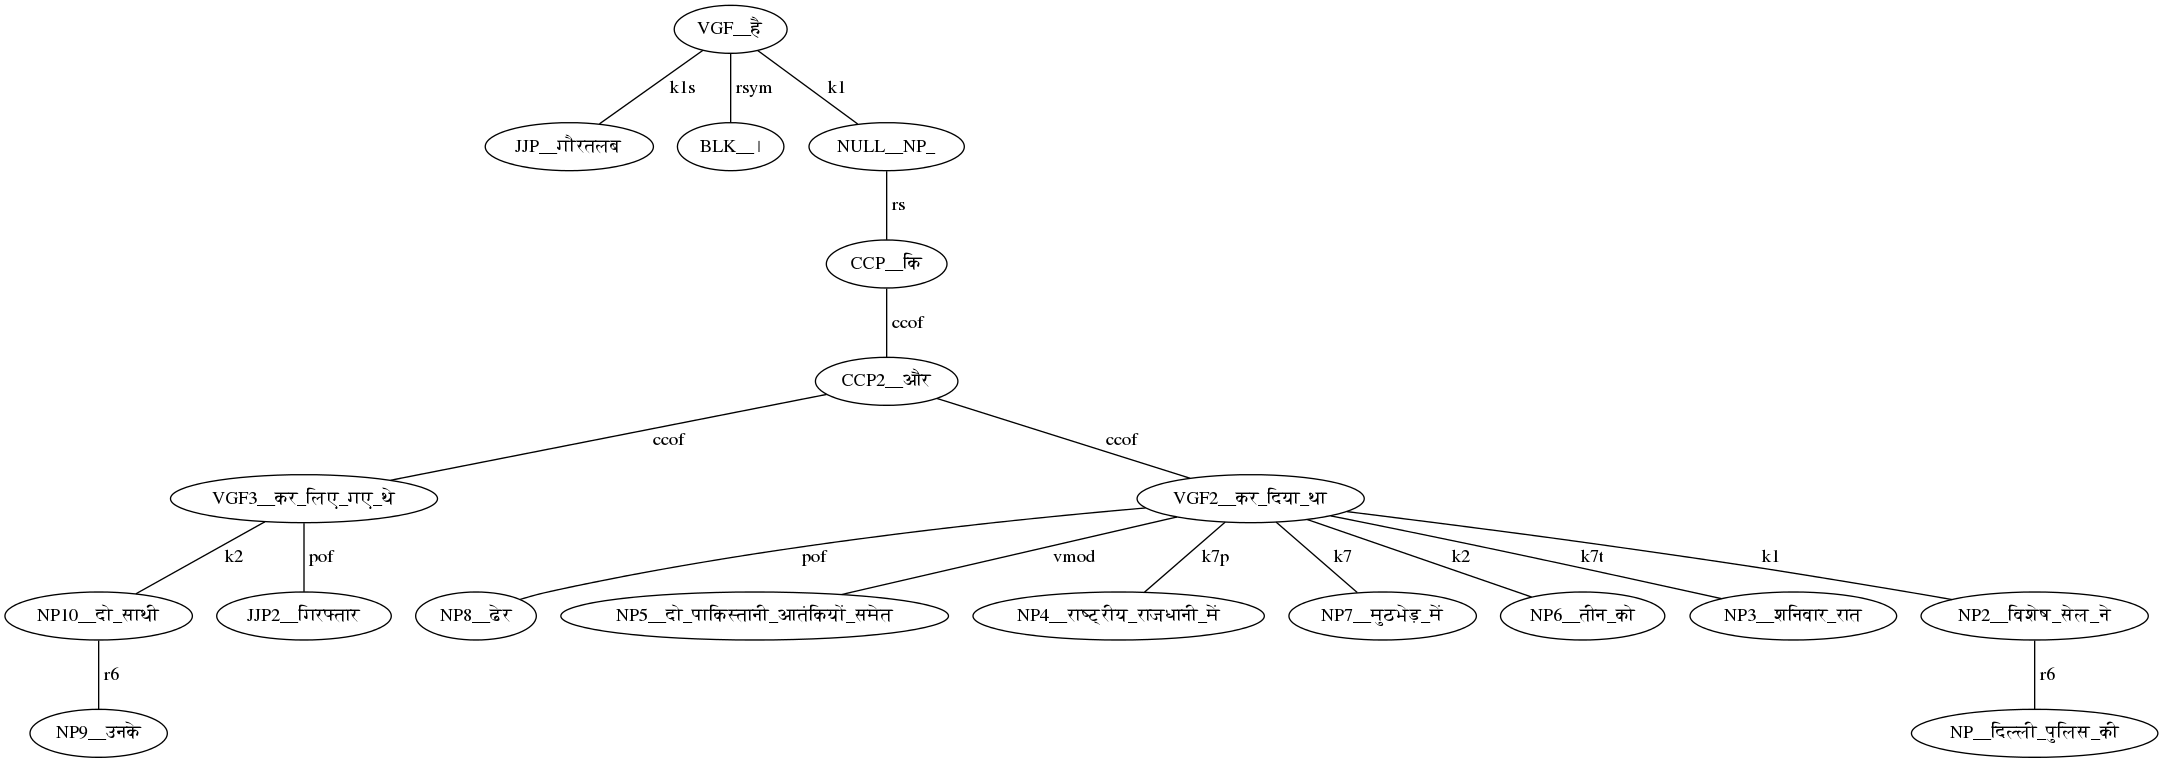 VGF__है
k1s rsym k1
JJP__गौरतलब BLK__। NULL__NP_
rs
CCP__कि
ccof
CCP2__और
ccof ccof
VGF3__कर_लिए_गए_थे VGF2__कर_दिया_था
k2 pof pof vmod k7p k7 k2 k7t k1
NP10__दो_साथी JJP2__गिरफ्तार NP8__ढेर NP5__दो_पाकिस्तानी_आतंकियों_समेत NP4__राष्ट्रीय_राजधानी_में NP7__मुठभेड़_में NP6__तीन_को NP3__शनिवार_रात NP2__विशेष_सेल_ने
r6 r6
NP9__उनके NP__दिल्ली_पुलिस_की